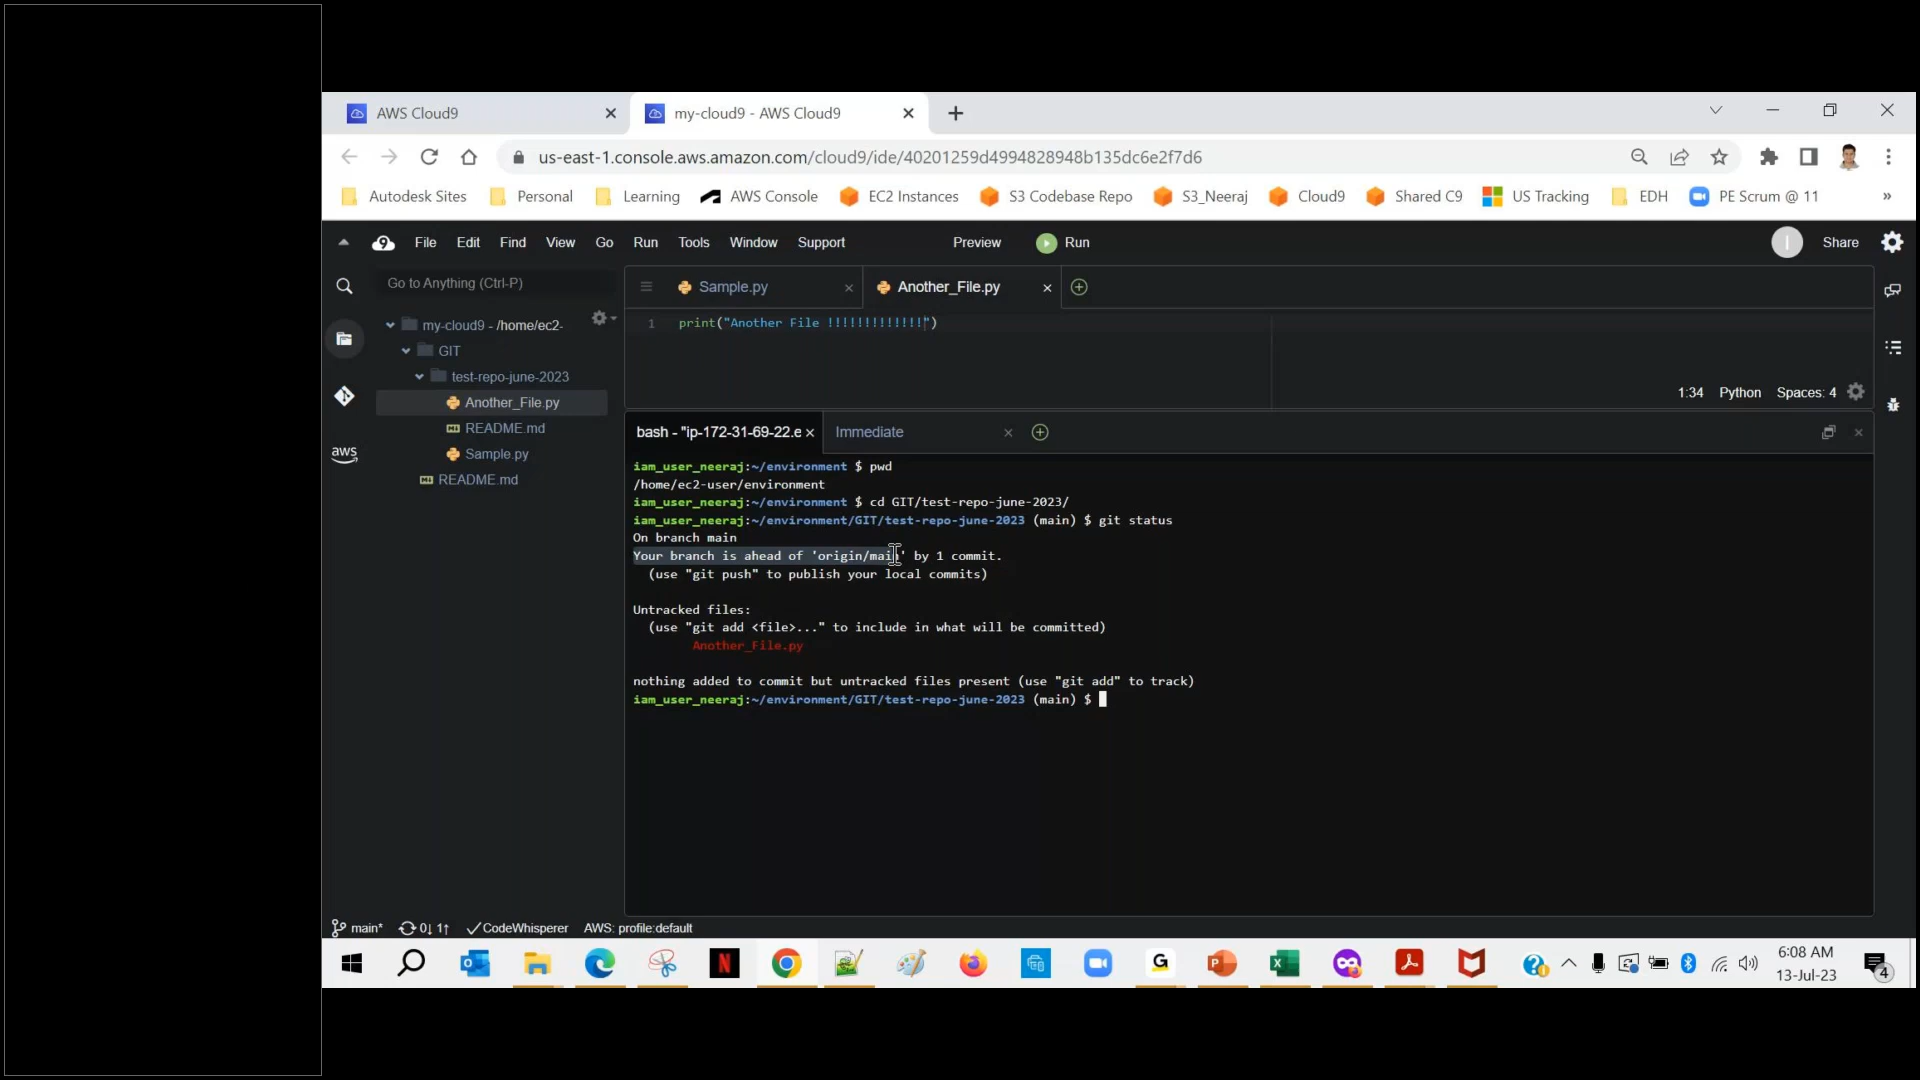 AWS Cloud9
my-cloud9 - AWS Cloud9
us-east-1.console.aws.amazon.com/cloud9/ide/40201259d4994828948b135dc6e2f7d6
Autodesk Sites Personal Learning AWS Console EC2 Instances S3 Codebase Repo S3_Neeraj Cloud9 Shared C9 US Tracking EDH PE Scrum @ 11 »
9 File Edit Find View Go Run Tools Window Support Preview Run I Share
Go to Anything (Ctrl-P)
my-cloud9 - /home/ec2-
GIT
test-repo-june-2023
Another_File.py
README.md
Sample.py
README.md
aws
Sample.py Another_File.py
1 print("Another File !!!!!!!!!!!!!")
1:34 Python Spaces: 4
bash - "ip-172-31-69-22.e Immediate
iam_user_neeraj:~/environment $ pwd
/home/ec2-user/environment
iam_user_neeraj:~/environment $ cd GIT/test-repo-june-2023/
iam_user_neeraj:~/environment/GIT/test-repo-june-2023 (main) $ git status
On branch main
Your branch is ahead of 'origin/main' by 1 commit.
(use "git push" to publish your local commits)
Untracked files:
(use "git add <file>..." to include in what will be committed)
Another_File.py
nothing added to commit but untracked files present (use "git add" to track)
iam_user_neeraj:~/environment/GIT/test-repo-june-2023 (main) $
main* 0↓ 1↑ CodeWhisperer AWS: profile:default
6:08 AM
13-Jul-23
4